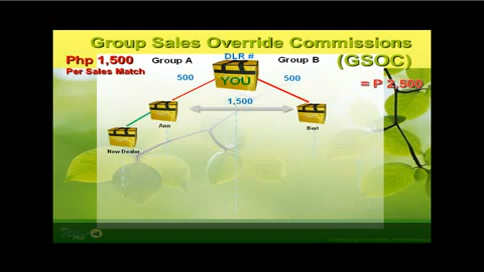 Group Sales Override Commissions
(GSOC)
Php 1,500
Per Sales Match
Group A
DLR #
Group B
500
YOU
500
= P 2,500
1,500
Ann
Bert
New Dealer